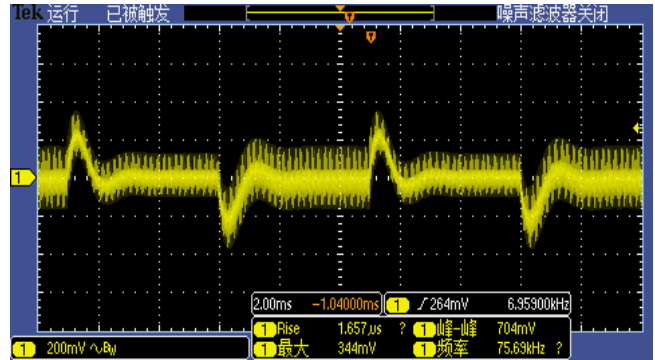 Tek 运行 已被触发 噪声滤波器关闭
T
T
1
2.00ms -1.04000ms 1 ∫264mV 6.95900kHz
1 Rise 1.657µs ? 1 峰-峰 704mV
1 最大 344mV 1 频率 75.69kHz ?
1 200mV ∿BW